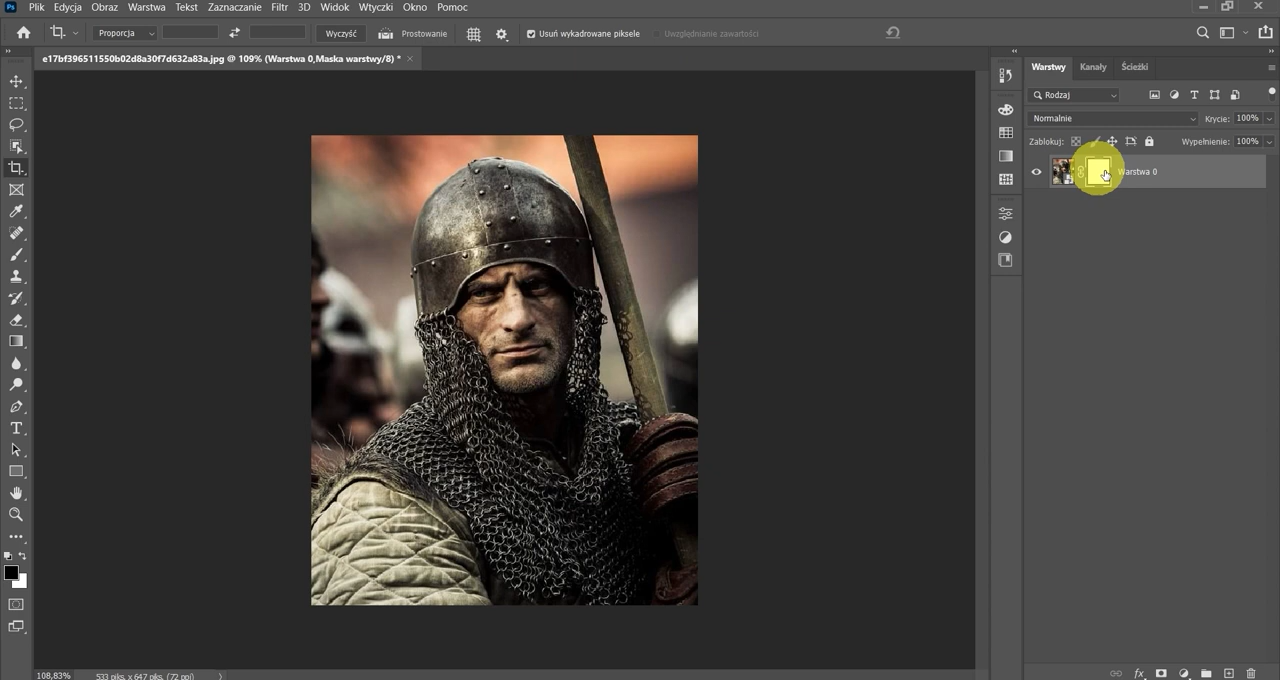 Ps Plik Edycja Obraz Warstwa Tekst Zaznaczanie Filtr 3D Widok Wtyczki Okno Pomoc
Proporcja Wyczyść Prostowanie Usuń wykadrowane piksele Uwzględnianie zawartości
e17bf396511550b02d8a30f7d632a83a.jpg @ 109% (Warstwa 0,Maska warstwy/8) *
Warstwy Kanały Ścieżki
Rodzaj
Normalnie Krycie: 100%
Zablokuj: Wypełnienie: 100%
Warstwa 0
108,83% 533 piks. x 647 piks. (72 ppi)